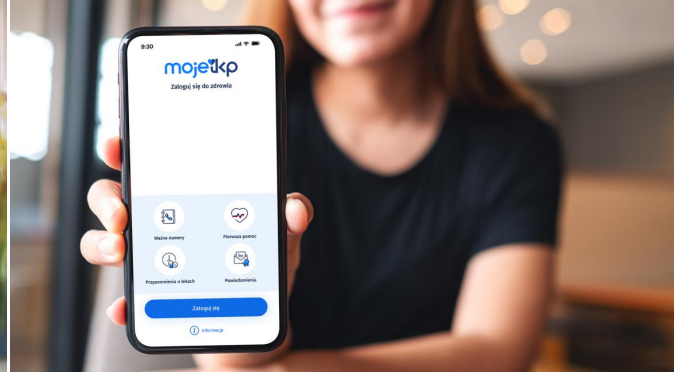 9:30
mojeikp
Zaloguj się do zdrowia
Ważne numery
Pierwsza pomoc
Przypomnienia o lekach
Powiadomienia
Zaloguj się
i Informacje